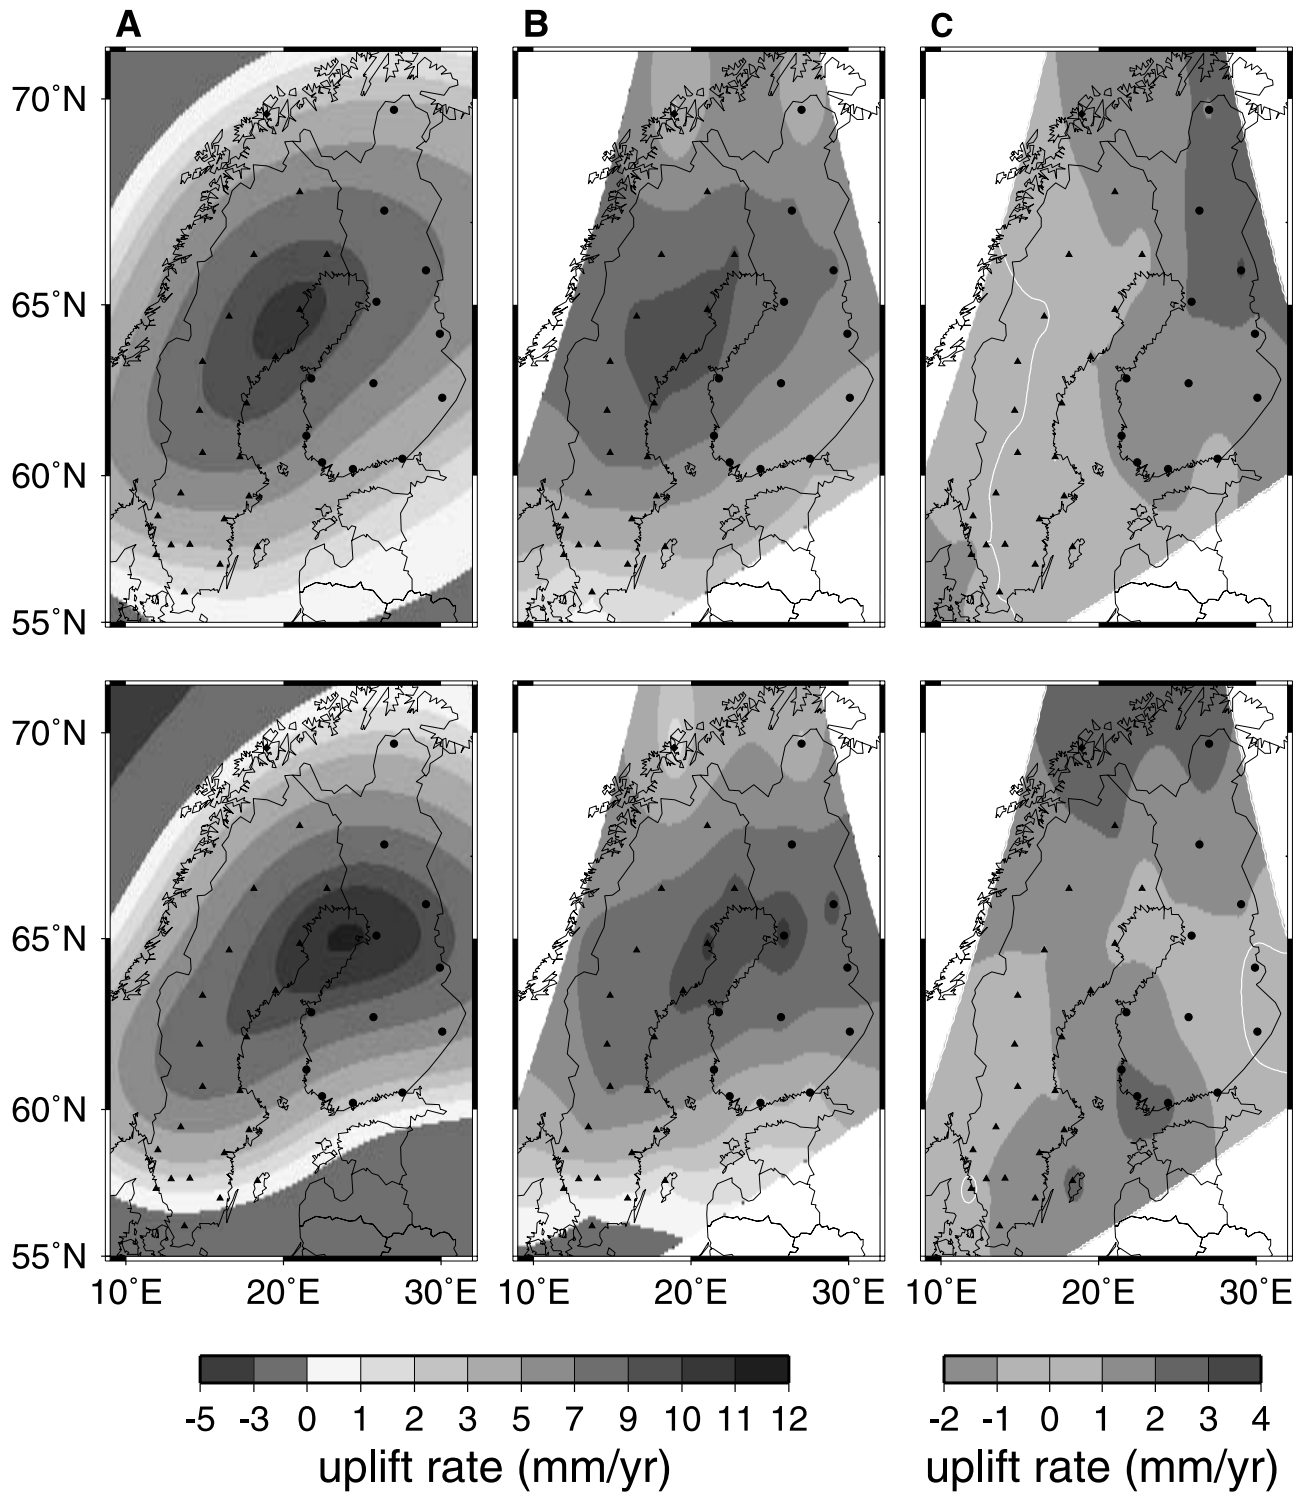 A B C
70°N
65°N
60°N
55°N
70°N
65°N
60°N
55°N
10°E 20°E 30°E 10°E 20°E 30°E 10°E 20°E 30°E
-5 -3 0 1 2 3 5 7 9 10 11 12
uplift rate (mm/yr)
-2 -1 0 1 2 3 4
uplift rate (mm/yr)